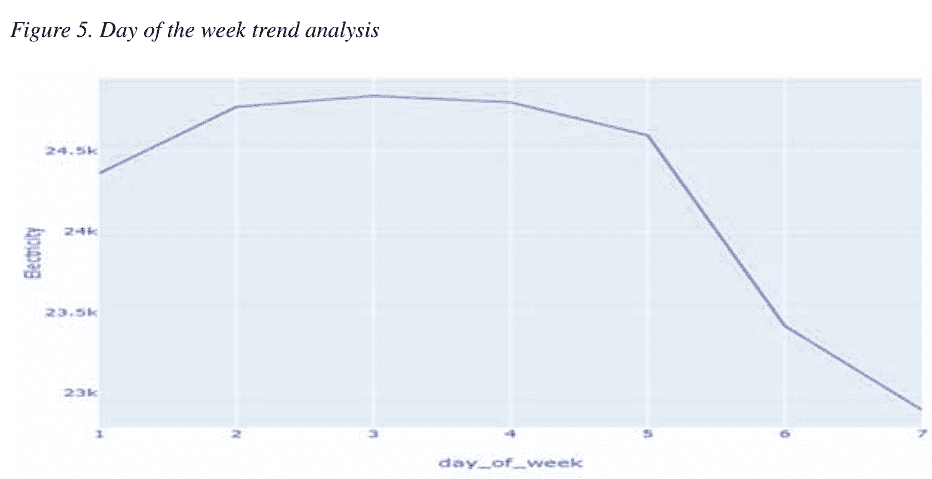 Figure 5. Day of the week trend analysis
24.5k
24k
23.5k
23k
Electricity
1 2 3 4 5 6 7
day_of_week